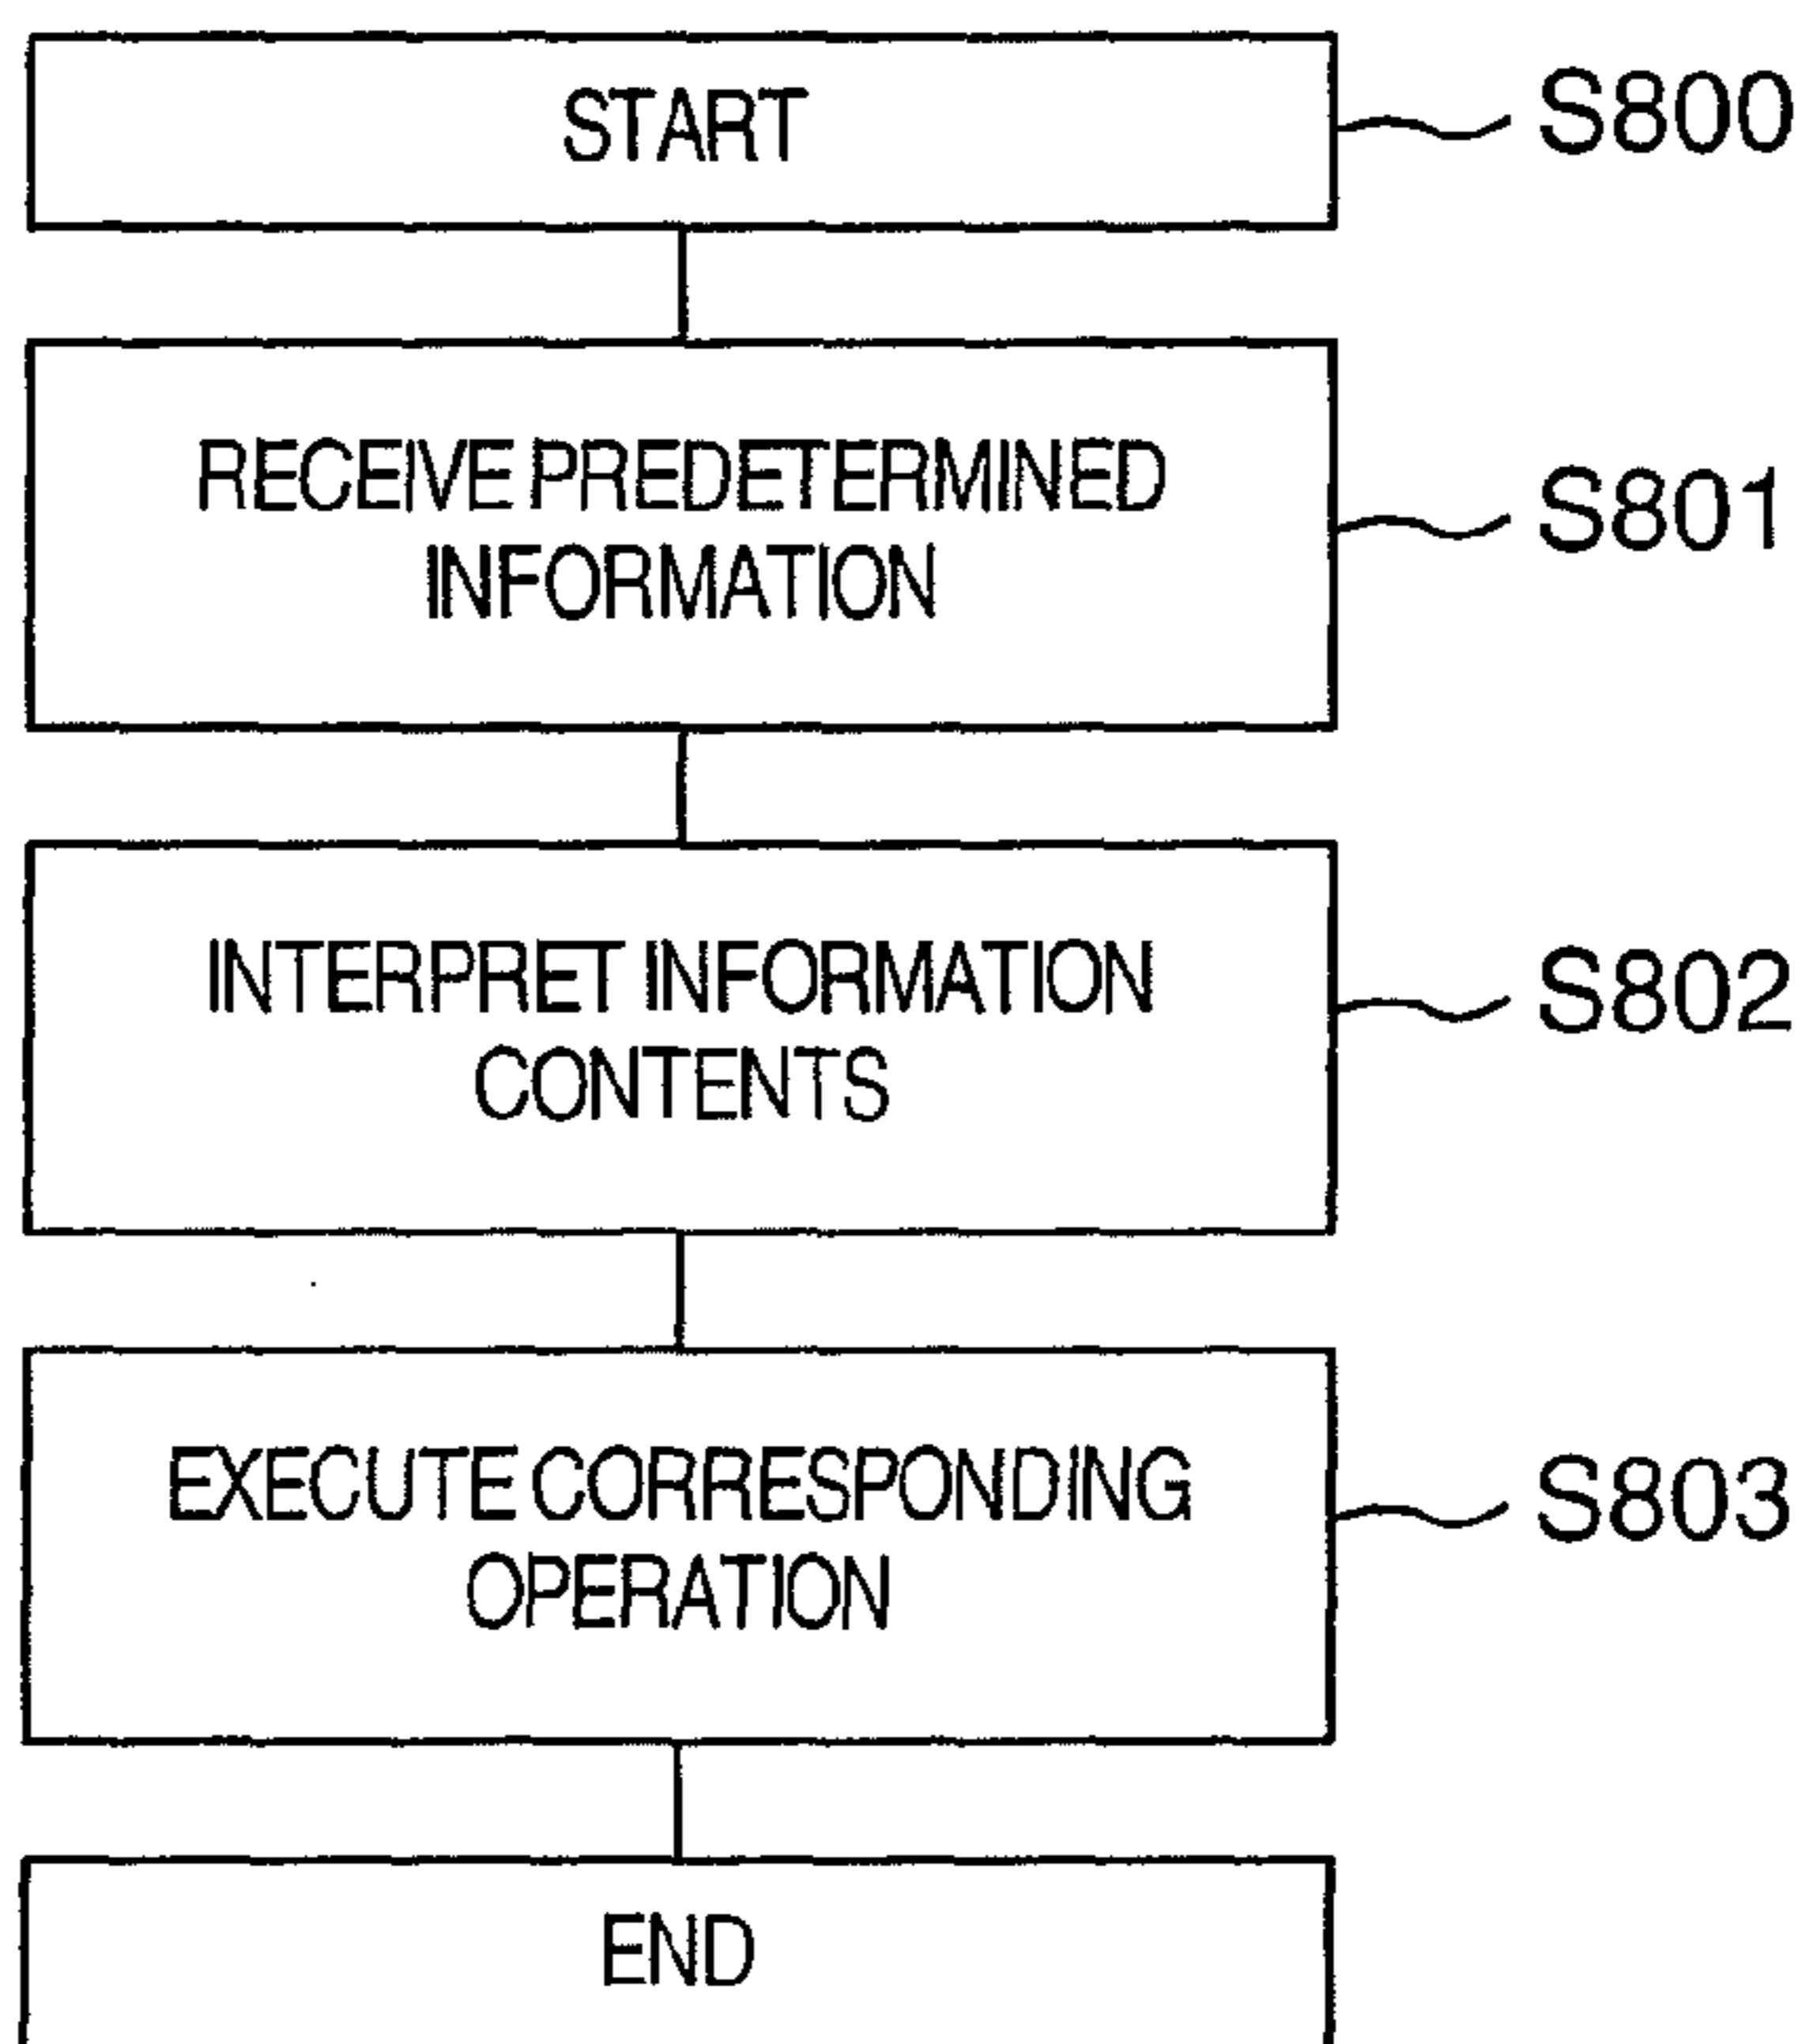 START
S800
RECEIVE PREDETERMINED
INFORMATION
S801
INTERPRET INFORMATION
CONTENTS
S802
EXECUTE CORRESPONDING
OPERATION
S803
END